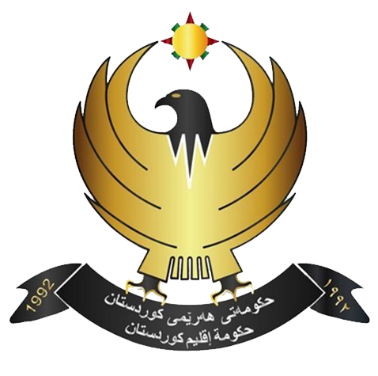 حکومەتی هەرێمی کوردستان
حكومة إقليم كوردستان
1992
١٩٩٢